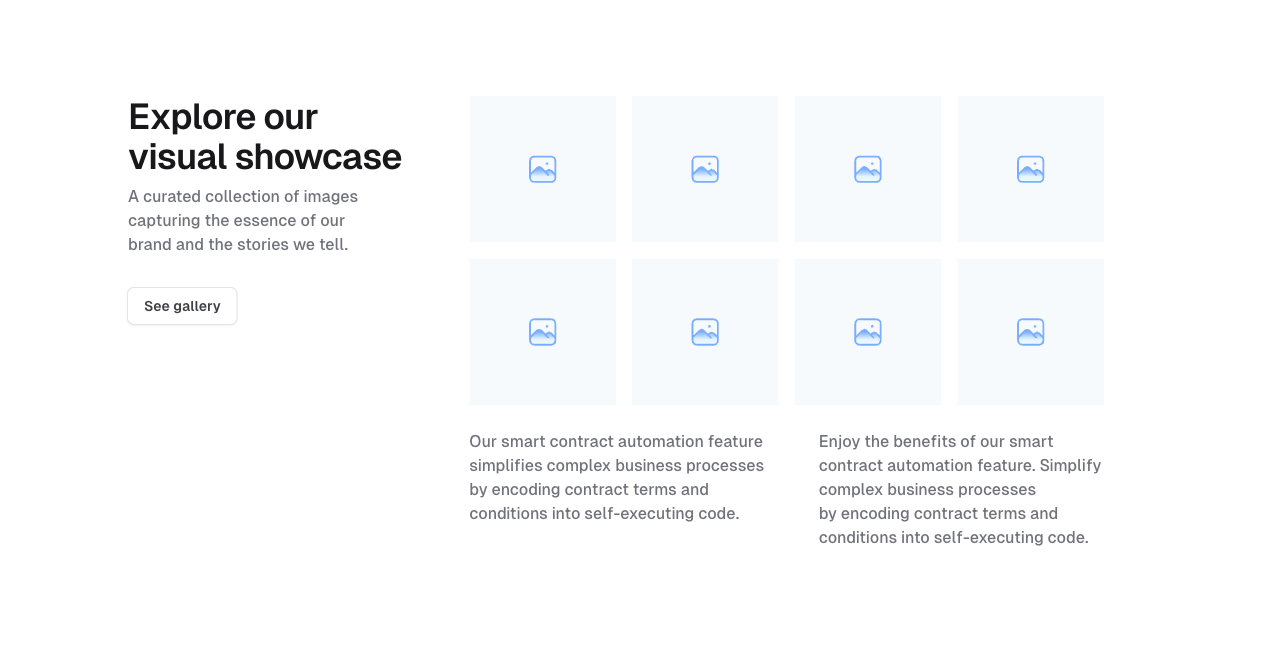 Explore our
visual showcase
A curated collection of images
capturing the essence of our
brand and the stories we tell.
See gallery
Our smart contract automation feature
simplifies complex business processes
by encoding contract terms and
conditions into self-executing code.
Enjoy the benefits of our smart
contract automation feature. Simplify
complex business processes
by encoding contract terms and
conditions into self-executing code.